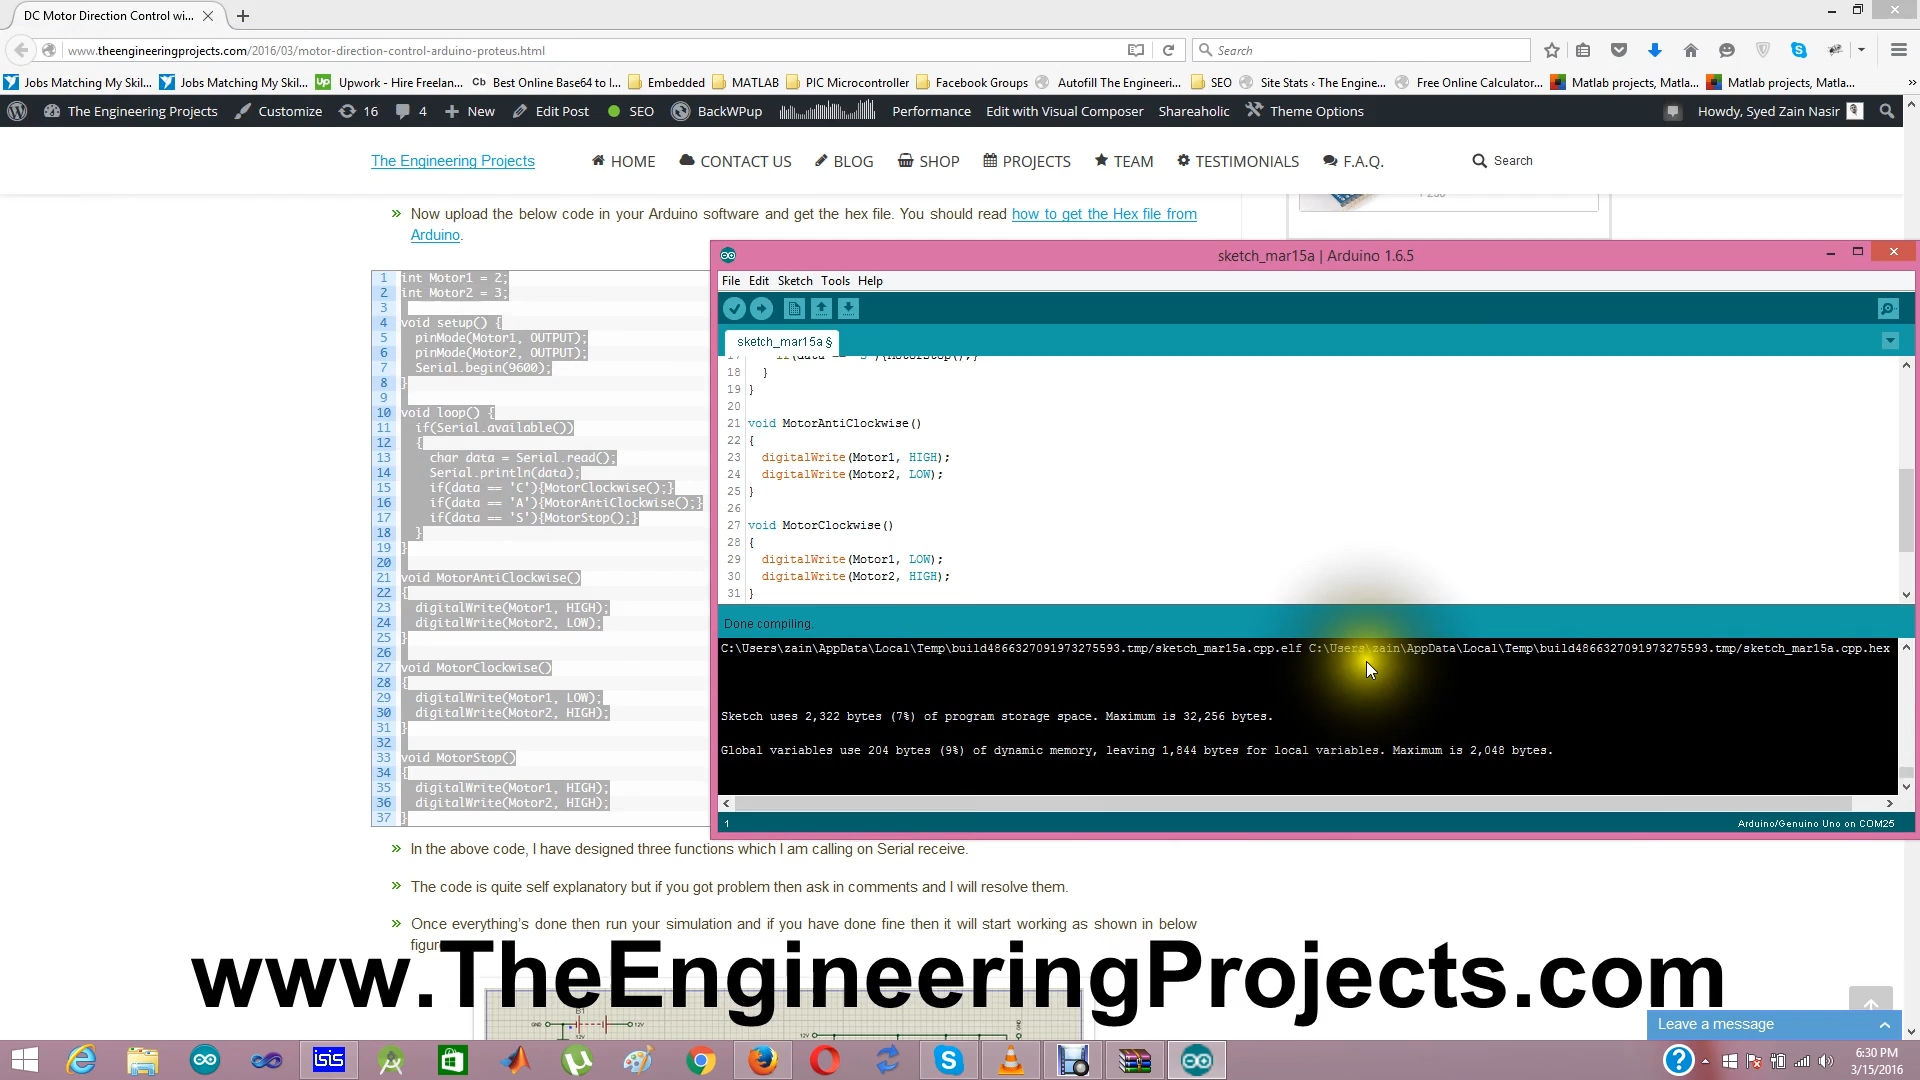 DC Motor Direction Control wi...
www.theengineeringprojects.com/2016/03/motor-direction-control-arduino-proteus.html
Search
Jobs Matching My Skil... Jobs Matching My Skil... Upwork - Hire Freelan... Best Online Base64 to I... Embedded MATLAB PIC Microcontroller Facebook Groups Autofill The Engineeri... SEO Site Stats ‹ The Engine... Free Online Calculator... Matlab projects, Matla... Matlab projects, Matla...
The Engineering Projects Customize 16 4 New Edit Post SEO BackWPup Performance Edit with Visual Composer Shareaholic Theme Options Howdy, Syed Zain Nasir
The Engineering Projects HOME CONTACT US BLOG SHOP PROJECTS TEAM TESTIMONIALS F.A.Q. Search
Now upload the below code in your Arduino software and get the hex file. You should read how to get the Hex file from
Arduino.
1 int Motor1 = 2;
2 int Motor2 = 3;
3
4 void setup() {
5 pinMode(Motor1, OUTPUT);
6 pinMode(Motor2, OUTPUT);
7 Serial.begin(9600);
8 }
9
10 void loop() {
11 if(Serial.available())
12 {
13 char data = Serial.read();
14 Serial.println(data);
15 if(data == 'C'){MotorClockwise();}
16 if(data == 'A'){MotorAntiClockwise();}
17 if(data == 'S'){MotorStop();}
18 }
19 }
20
21 void MotorAntiClockwise()
22 {
23 digitalWrite(Motor1, HIGH);
24 digitalWrite(Motor2, LOW);
25 }
26
27 void MotorClockwise()
28 {
29 digitalWrite(Motor1, LOW);
30 digitalWrite(Motor2, HIGH);
31 }
32
33 void MotorStop()
34 {
35 digitalWrite(Motor1, HIGH);
36 digitalWrite(Motor2, HIGH);
37 }
sketch_mar15a | Arduino 1.6.5
File Edit Sketch Tools Help
sketch_mar15a §
18 }
19 }
20
21 void MotorAntiClockwise()
22 {
23 digitalWrite(Motor1, HIGH);
24 digitalWrite(Motor2, LOW);
25 }
26
27 void MotorClockwise()
28 {
29 digitalWrite(Motor1, LOW);
30 digitalWrite(Motor2, HIGH);
31 }
Done compiling.
C:\Users\zain\AppData\Local\Temp\build4866327091973275593.tmp/sketch_mar15a.cpp.elf C:\Users\zain\AppData\Local\Temp\build4866327091973275593.tmp/sketch_mar15a.cpp.hex
Sketch uses 2,322 bytes (7%) of program storage space. Maximum is 32,256 bytes.
Global variables use 204 bytes (9%) of dynamic memory, leaving 1,844 bytes for local variables. Maximum is 2,048 bytes.
1 Arduino/Genuino Uno on COM25
In the above code, I have designed three functions which I am calling on Serial receive.
The code is quite self explanatory but if you got problem then ask in comments and I will resolve them.
Once everything's done then run your simulation and if you have done fine then it will start working as shown in below
www.TheEngineeringProjects.com
B1
GND 12V
12V
12V
GND
Leave a message
isis
6:30 PM
3/15/2016